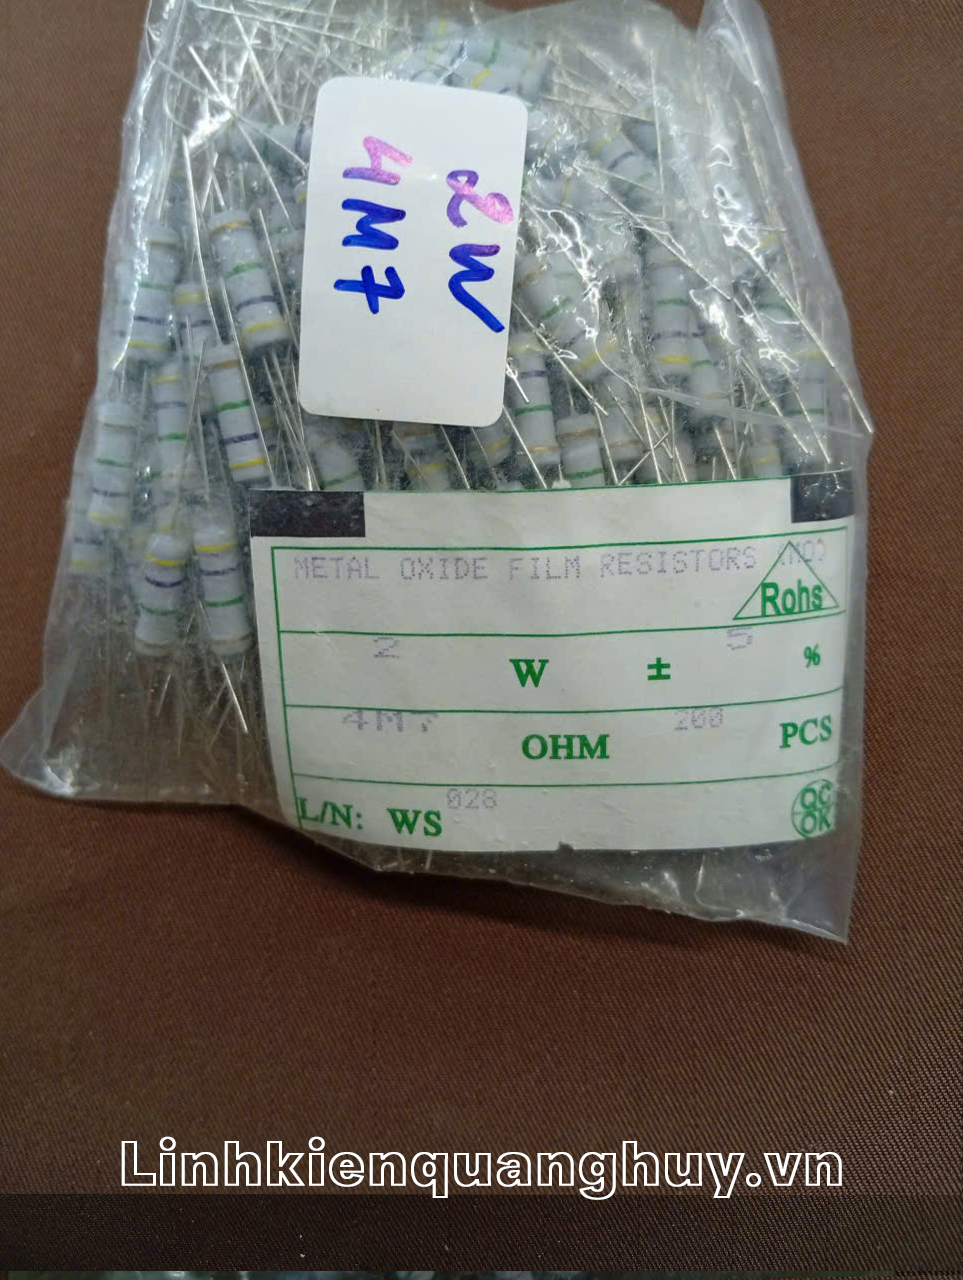 2W
4M7
METAL OXIDE FILM RESISTORS (MO)
Rohs
2 W ± 5 %
4M7 OHM 200 PCS
L/N: WS 028
QC
OK
Linhkienquanghuy.vn